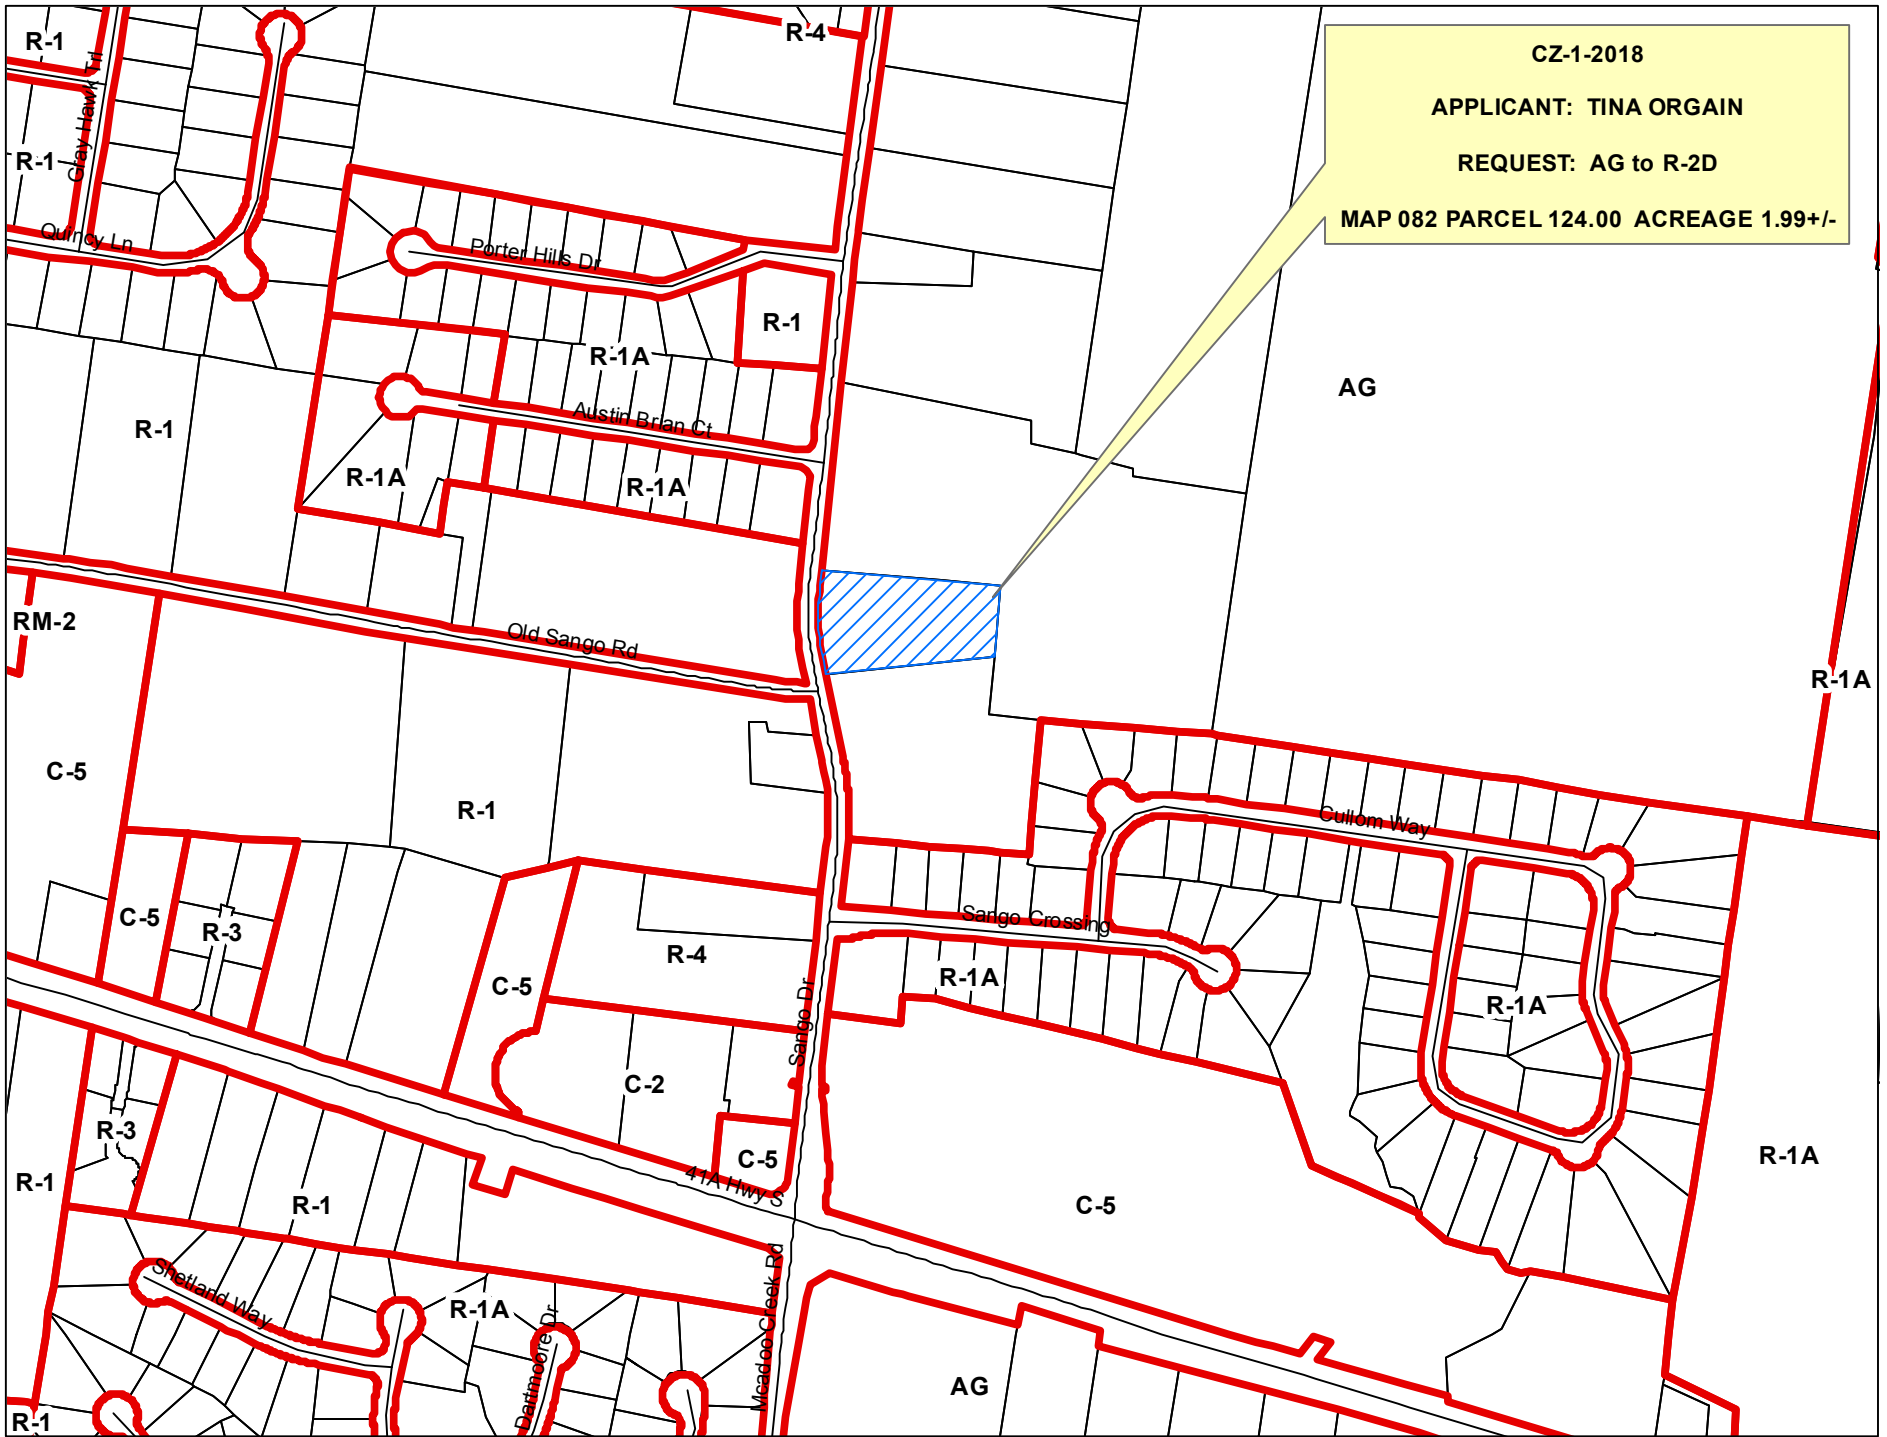 CZ-1-2018
APPLICANT: TINA ORGAIN
REQUEST: AG to R-2D
MAP 082 PARCEL 124.00 ACREAGE 1.99+/-
R-1
R-4
Gray Hawk Trl
R-1
Quincy Ln
Porter Hills Dr
R-1
R-1A
AG
Austin Brian Ct
R-1
R-1A
R-1A
RM-2
Old Sango Rd
R-1A
C-5
R-1
Cullom Way
C-5
R-3
Sango Crossing
R-4
R-1A
C-5
R-1A
Sango Dr
C-2
R-3
C-5
R-1A
R-1
41A Hwy S
R-1
C-5
Shetland Way
R-1A
Mcadoo Creek Rd
Dartmoore Dr
AG
R-1